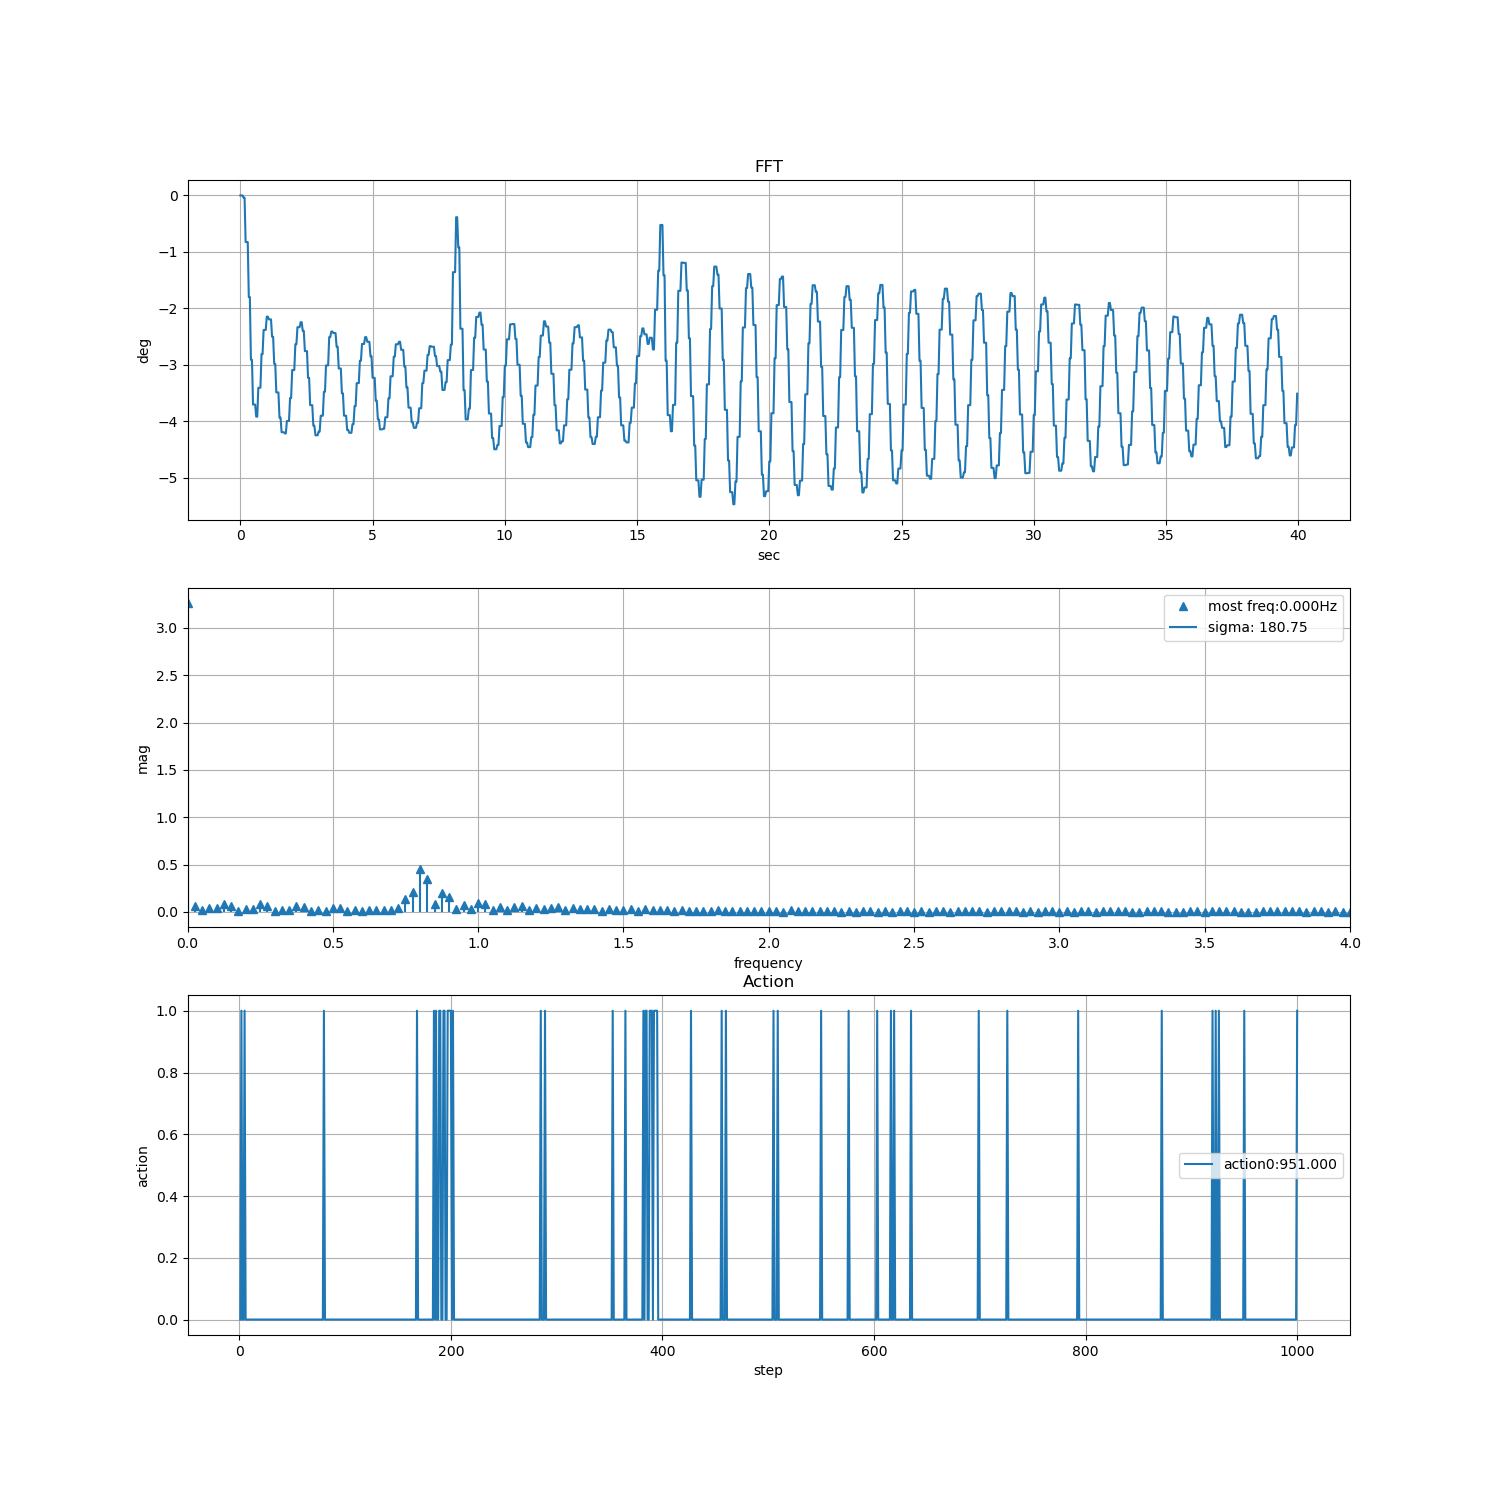 FFT
0
−1
−2
−3
−4
−5
deg
0 5 10 15 20 25 30 35 40
sec
most freq:0.000Hz
sigma: 180.75
3.0
2.5
2.0
1.5
1.0
0.5
0.0
mag
0.0 0.5 1.0 1.5 2.0 2.5 3.0 3.5 4.0
frequency
Action
1.0
0.8
0.6
0.4
0.2
0.0
action
action0:951.000
0 200 400 600 800 1000
step